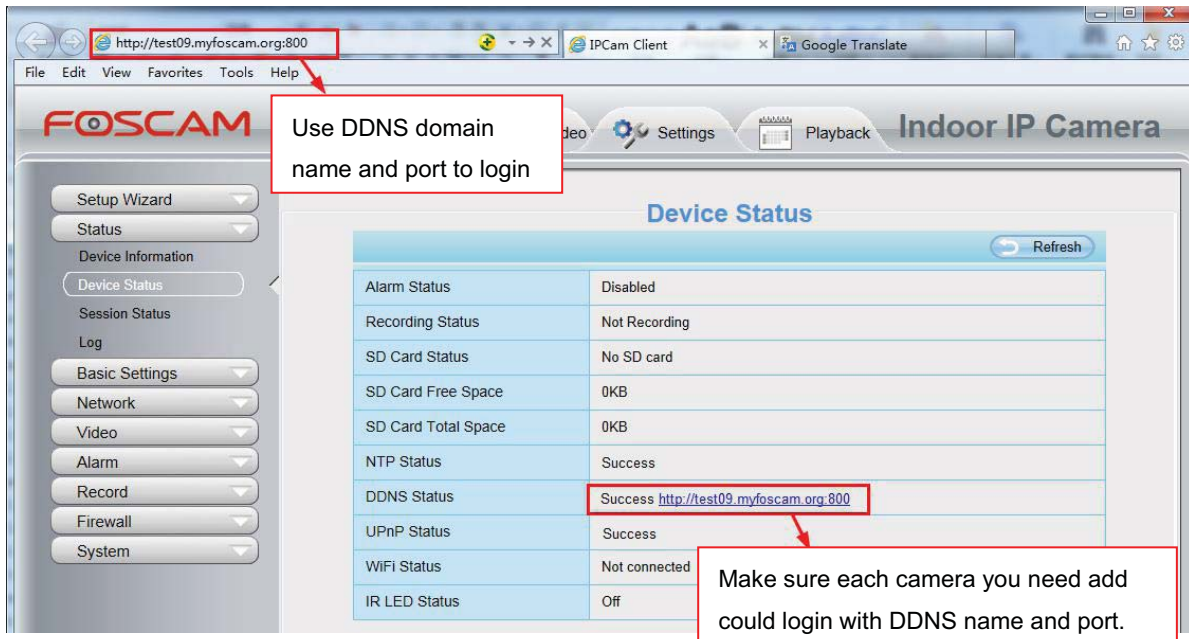 http://test09.myfoscam.org:800
IPCam Client
Google Translate
File Edit View Favorites Tools Help
FOSCAM
Use DDNS domain
name and port to login
deo
Settings
Playback
Indoor IP Camera
Setup Wizard
Status
Device Information
Device Status
Session Status
Log
Basic Settings
Network
Video
Alarm
Record
Firewall
System
Device Status
Refresh
Alarm Status Disabled
Recording Status Not Recording
SD Card Status No SD card
SD Card Free Space 0KB
SD Card Total Space 0KB
NTP Status Success
DDNS Status Success http://test09.myfoscam.org:800
UPnP Status Success
WiFi Status Not connected
IR LED Status Off
Make sure each camera you need add
could login with DDNS name and port.